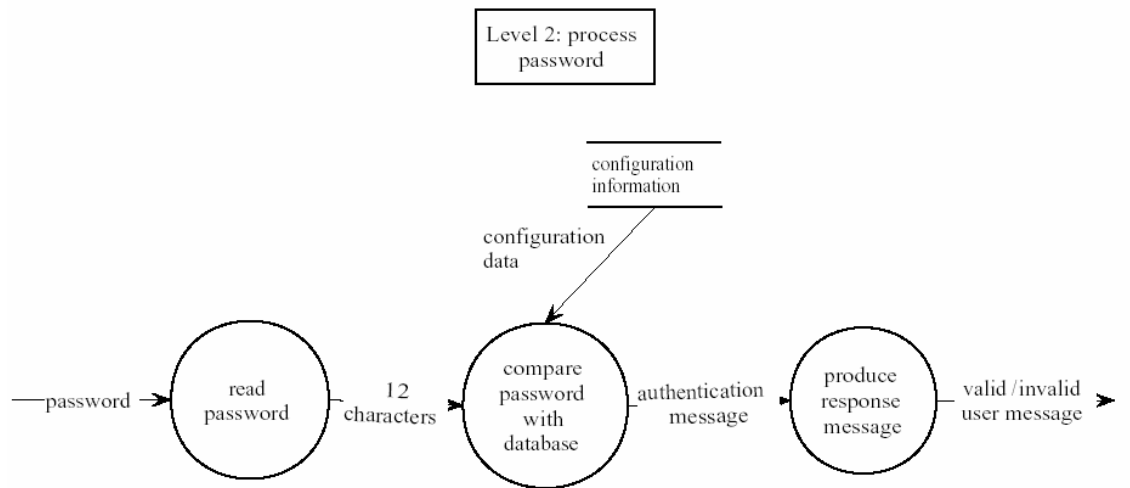 Level 2: process
password
configuration
information
configuration
data
password
read
password
12
characters
compare
password
with
database
authentication
message
produce
response
message
valid /invalid
user message